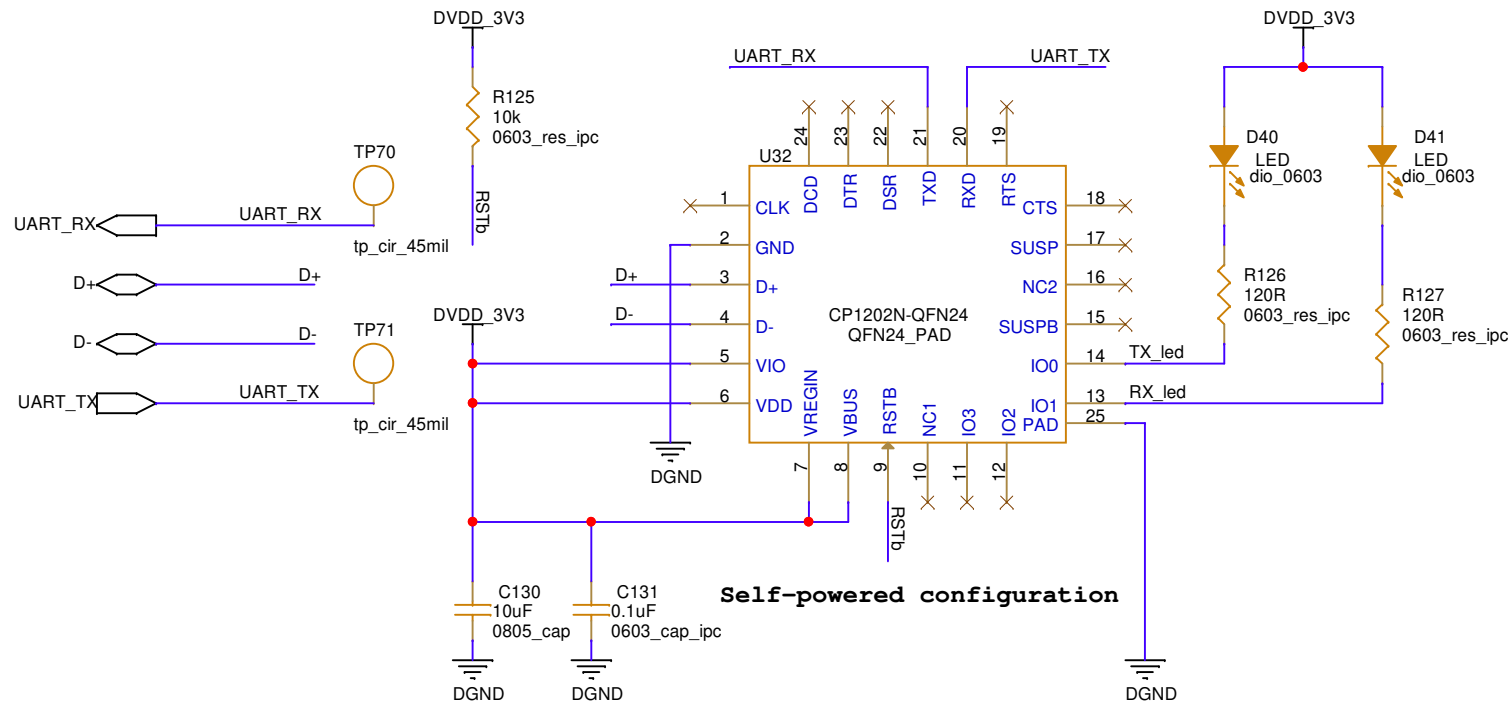 DVDD_3V3
R125
10k
0603_res_ipc
RSTb
TP70
UART_RX
UART_RX
tp_cir_45mil
D+
D+
D-
D-
TP71
UART_TX
UART_TX
tp_cir_45mil
DVDD_3V3
DGND
D+
D-
UART_RX
UART_TX
U32
24
23
22
21
20
19
DCD
DTR
DSR
TXD
RXD
RTS
1
CLK
2
GND
3
D+
4
D-
5
VIO
6
VDD
CP1202N-QFN24
QFN24_PAD
CTS
18
SUSP
17
NC2
16
SUSPB
15
IO0
14
TX_led
IO1
13
RX_led
PAD
25
VREGIN
VBUS
RSTB
NC1
IO3
IO2
7
8
9
10
11
12
RSTb
Self-powered configuration
C130
10uF
0805_cap
DGND
C131
0.1uF
0603_cap_ipc
DGND
DVDD_3V3
D40
LED
dio_0603
D41
LED
dio_0603
R126
120R
0603_res_ipc
R127
120R
0603_res_ipc
DGND